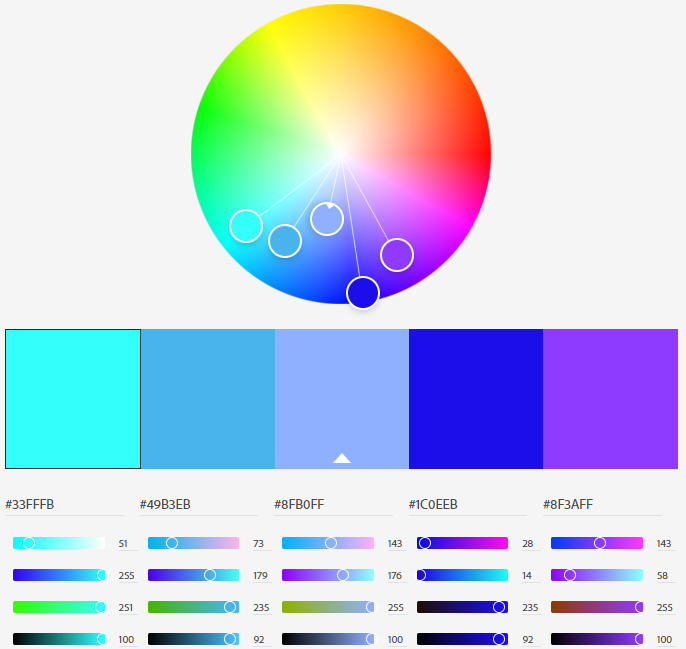 #33FFFB #49B3EB #8FB0FF #1C0EEB #8F3AFF
51 73 143 28 143
255 179 176 14 58
251 235 255 235 255
100 92 100 92 100